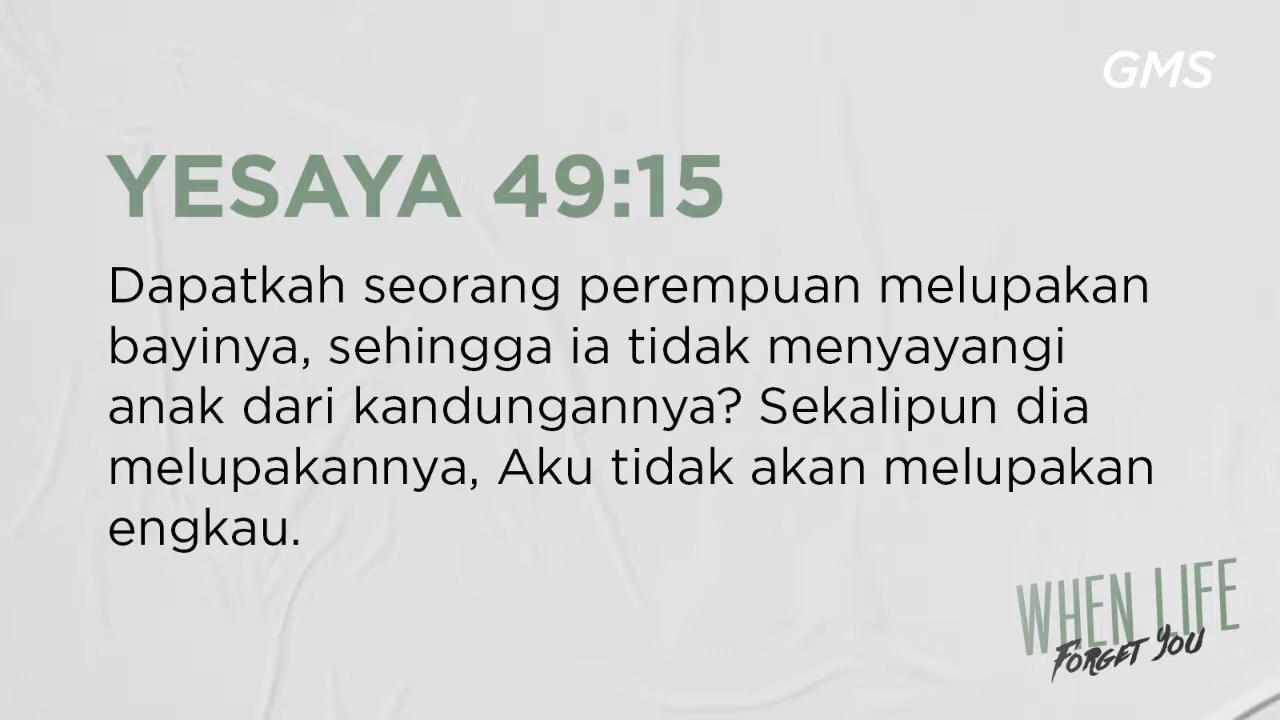 GMS
YESAYA 49:15
Dapatkah seorang perempuan melupakan
bayinya, sehingga ia tidak menyayangi
anak dari kandungannya? Sekalipun dia
melupakannya, Aku tidak akan melupakan
engkau.
WHEN LIFE
FORGET YOU